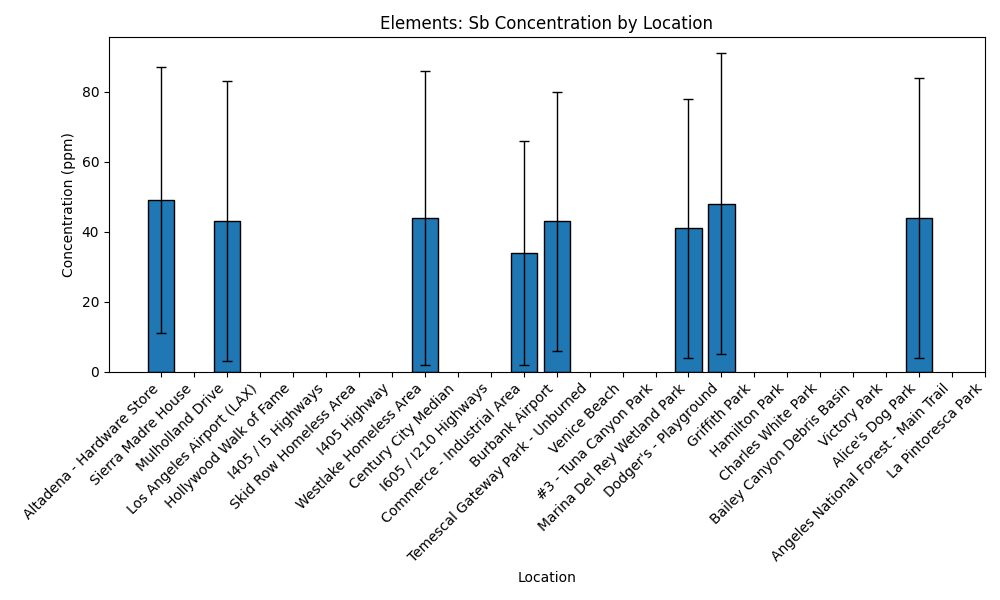 Elements: Sb Concentration by Location
Concentration (ppm)
80
60
40
20
0
Altadena - Hardware Store
Sierra Madre House
Mulholland Drive
Los Angeles Airport (LAX)
Hollywood Walk of Fame
I405 / I5 Highways
Skid Row Homeless Area
I405 Highway
Westlake Homeless Area
Century City Median
I605 / I210 Highways
Commerce - Industrial Area
Burbank Airport
Temescal Gateway Park - Unburned
Venice Beach
#3 - Tuna Canyon Park
Marina Del Rey Wetland Park
Dodger's - Playground
Griffith Park
Hamilton Park
Charles White Park
Bailey Canyon Debris Basin
Victory Park
Alice's Dog Park
Angeles National Forest - Main Trail
La Pintoresca Park
Location